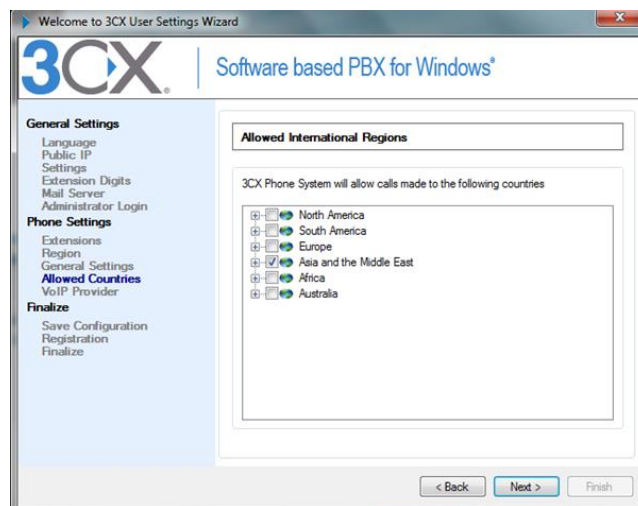 Welcome to 3CX User Settings Wizard
3CX®
Software based PBX for Windows®
General Settings
Language
Public IP
Settings
Extension Digits
Mail Server
Administrator Login
Phone Settings
Extensions
Region
General Settings
Allowed Countries
VoIP Provider
Finalize
Save Configuration
Registration
Finalize
Allowed International Regions
3CX Phone System will allow calls made to the following countries
North America
South America
Europe
Asia and the Middle East
Africa
Australia
< Back Next > Finish